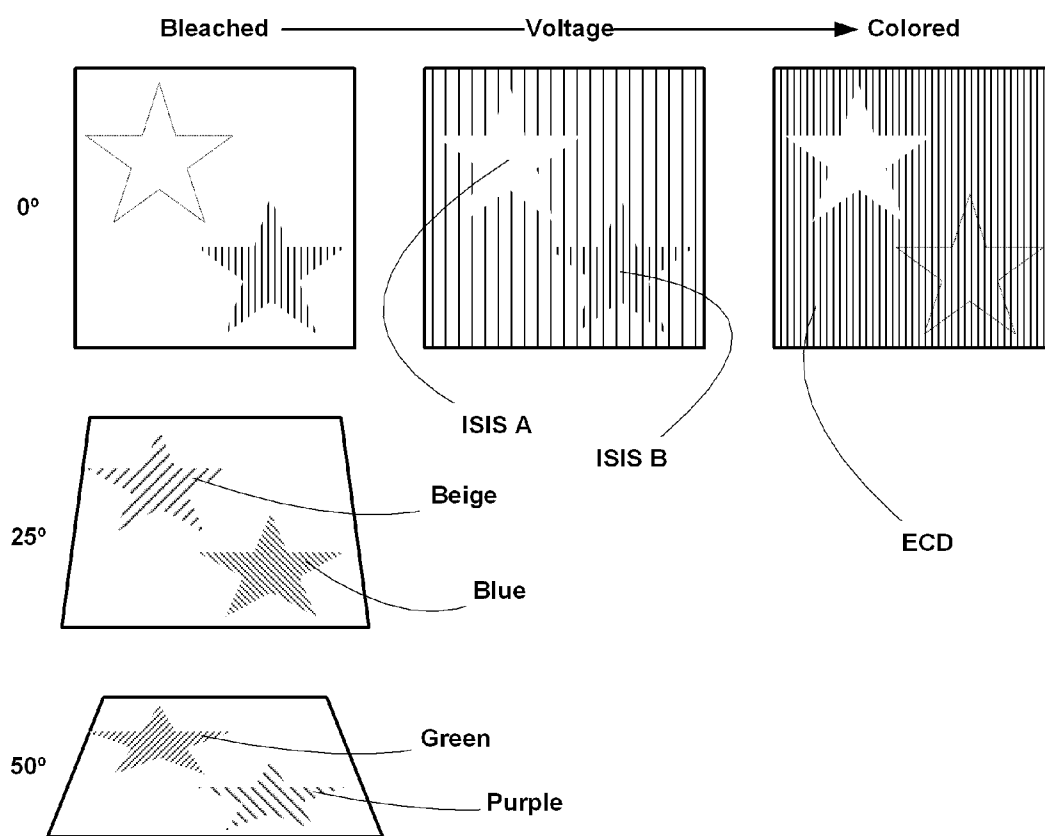 Bleached Voltage Colored
0º
ISIS A
ISIS B
Beige
25º
ECD
Blue
Green
50º
Purple